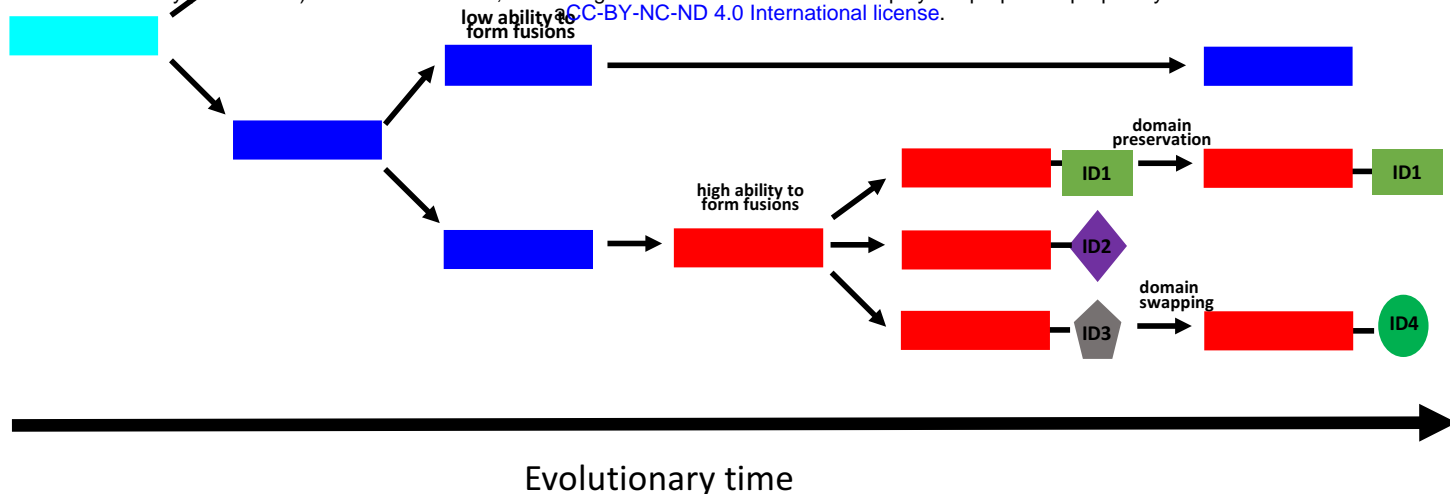 aCC-BY-NC-ND 4.0 International license.
low ability to
form fusions
domain
preservation
ID1
ID1
high ability to
form fusions
ID2
domain
swapping
ID3
ID4
Evolutionary time